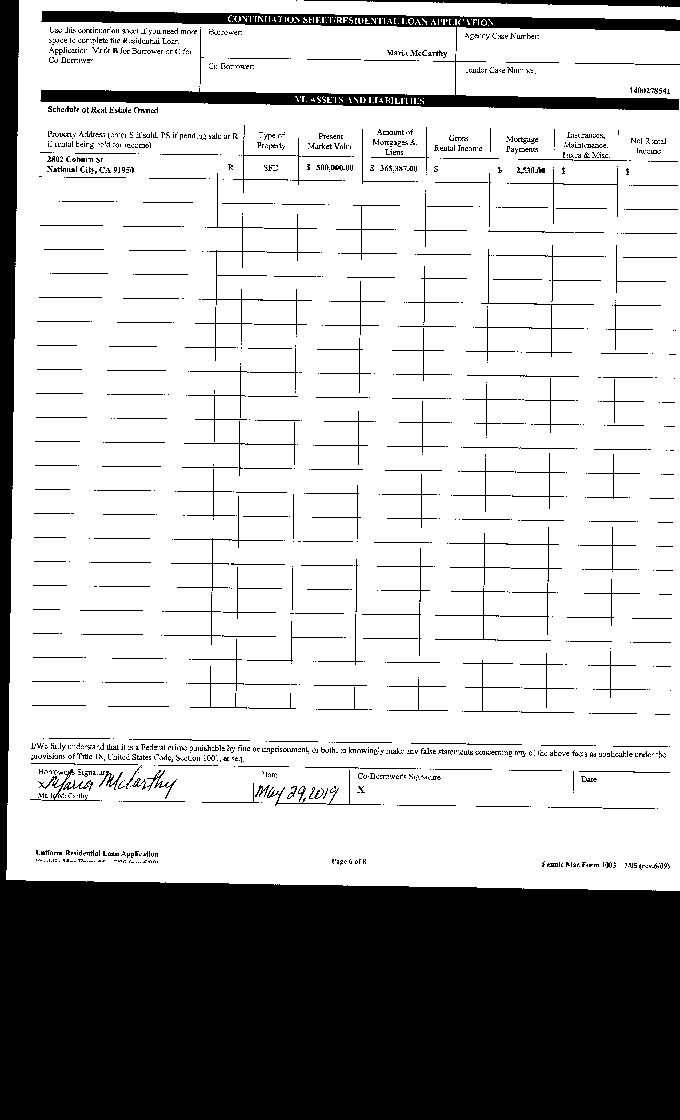 CONTINUATION SHEET/RESIDENTIAL LOAN APPLICATION
Use this continuation sheet if you need more
space to complete the Residential Loan
Application. Mark B for Borrower or C for
Co-Borrower.
Borrower:
Maria McCarthy
Co-Borrower:
Agency Case Number:
Lender Case Number:
1400278541
VI. ASSETS AND LIABILITIES
Schedule of Real Estate Owned
Property Address (enter S if sold, PS if pending sale or R
if rental being held for income)
Type of
Property
Present
Market Value
Amount of
Mortgages &
Liens
Gross
Rental Income
Mortgage
Payments
Insurances,
Maintenance,
Taxes & Misc.
Net Rental
Income
2802 Coburn St
National City, CA 91950 R SFD $ 500,000.00 $ 365,387.00 $ $ 2,530.00 $ $
I/We fully understand that it is a Federal crime punishable by fine or imprisonment, or both, to knowingly make any false statements concerning any of the above facts as applicable under the
provisions of Title 18, United States Code, Section 1001, et seq.
Borrower's Signature
X Maria McCarthy
Maria McCarthy
Date
May 29, 2019
Co-Borrower's Signature
X
Date
Uniform Residential Loan Application
Page 6 of 8
Fannie Mae Form 1003 7/05 (rev.6/09)